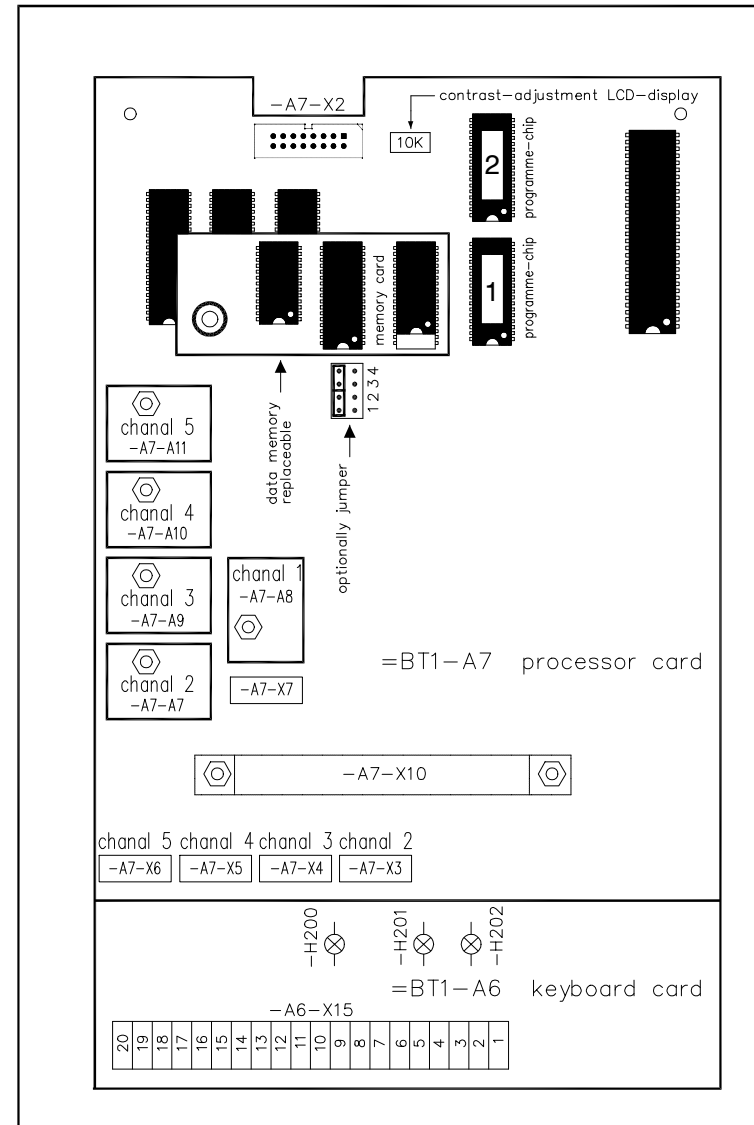 -A7-X2
contrast-adjustment LCD-display
10K
2
programme-chip
1
programme-chip
memory card
1 2 3 4
data memory
replaceable
optionally jumper
chanal 5
-A7-A11
chanal 4
-A7-A10
chanal 3
-A7-A9
chanal 2
-A7-A7
chanal 1
-A7-A8
-A7-X7
=BT1-A7 processor card
-A7-X10
chanal 5 chanal 4 chanal 3 chanal 2
-A7-X6 -A7-X5 -A7-X4 -A7-X3
-H200
-H201
-H202
=BT1-A6 keyboard card
-A6-X15
20 19 18 17 16 15 14 13 12 11 10 9 8 7 6 5 4 3 2 1